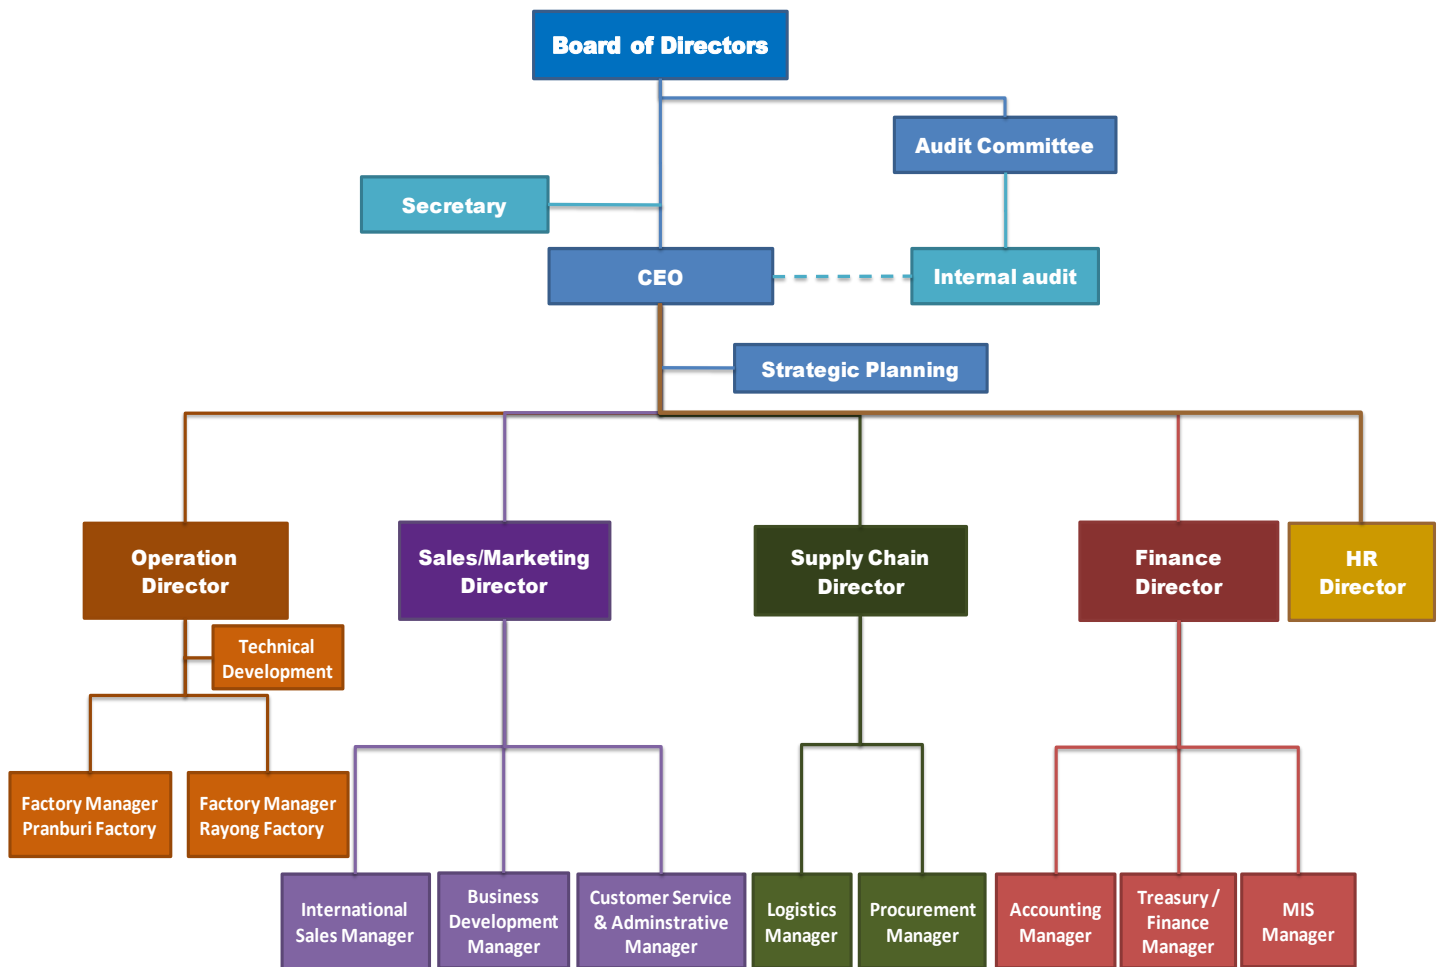 Board of Directors
Audit Committee
Secretary
CEO
Internal audit
Strategic Planning
Operation
Director
Sales/Marketing
Director
Supply Chain
Director
Finance
Director
HR
Director
Technical
Development
Factory Manager
Pranburi Factory
Factory Manager
Rayong Factory
International
Sales Manager
Business
Development
Manager
Customer Service
& Adminstrative
Manager
Logistics
Manager
Procurement
Manager
Accounting
Manager
Treasury /
Finance
Manager
MIS
Manager